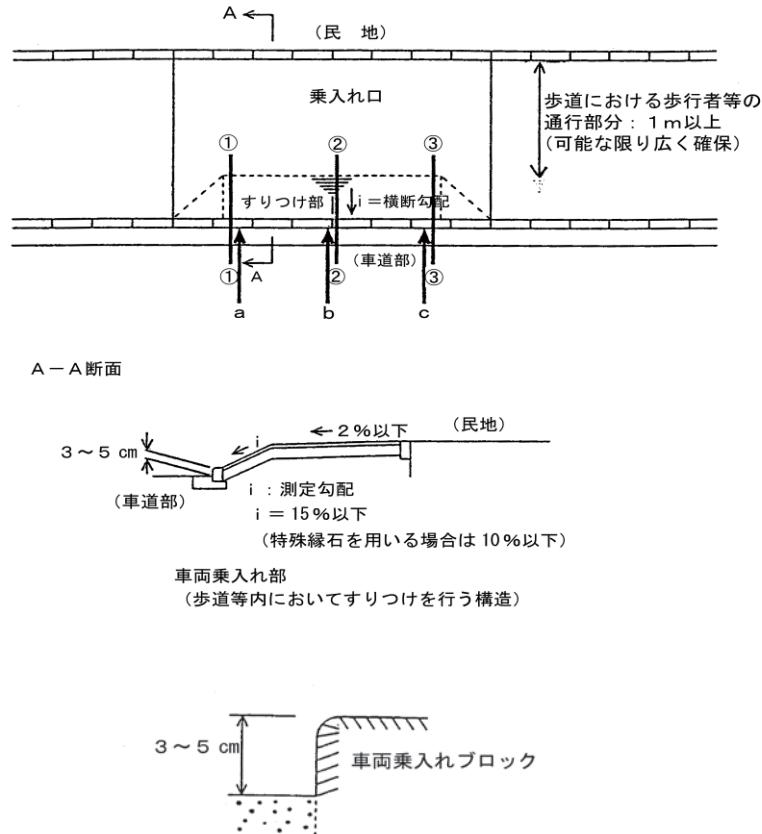 A
（民　地）
乗入れ口
歩道における歩行者等の
通行部分：１ｍ以上
(可能な限り広く確保)
① ② ③
すりつけ部
ｉ＝横断勾配
（車道部）
① A ② ③
a b c
Ａ－Ａ断面
３～５㎝
ｉ
２％以下
（民地）
（車道部）
ｉ：測定勾配
ｉ＝15％以下
（特殊縁石を用いる場合は10％以下）
車両乗入れ部
（歩道等内においてすりつけを行う構造）
３～５㎝
車両乗入れブロック